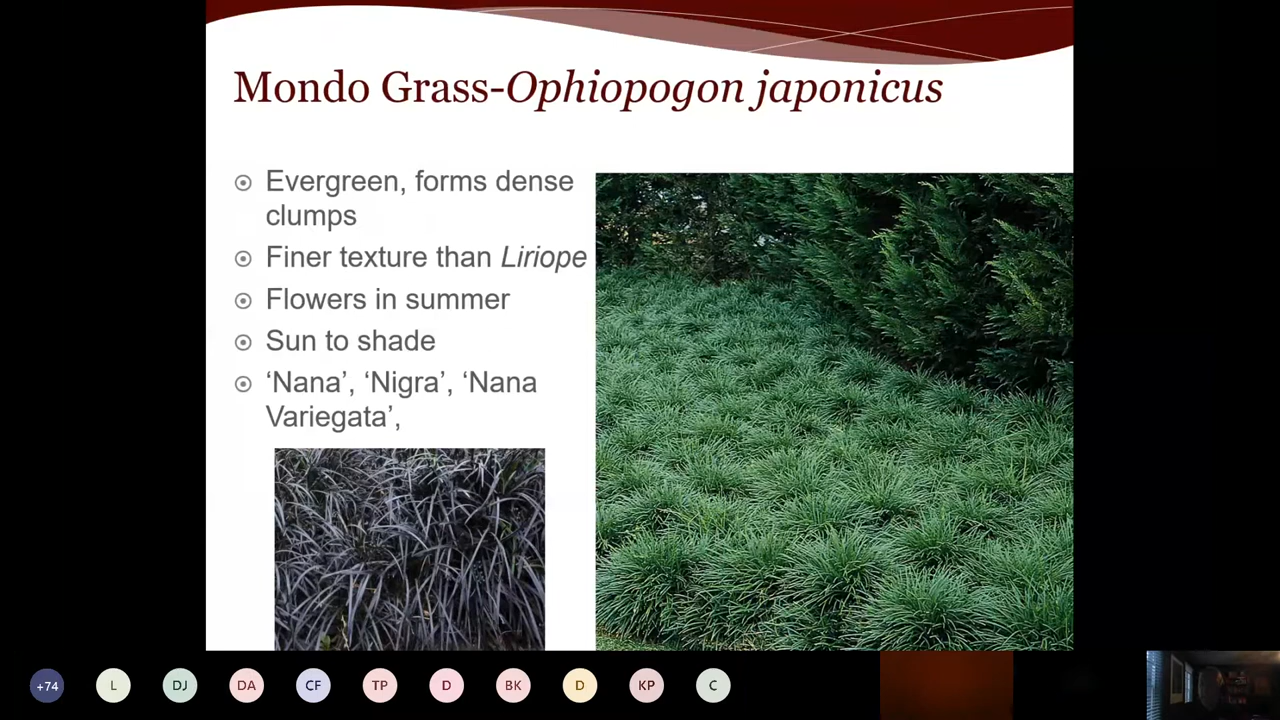 Mondo Grass-Ophiopogon japonicus
Evergreen, forms dense
clumps
Finer texture than Liriope
Flowers in summer
Sun to shade
‘Nana’, ‘Nigra’, ‘Nana
Variegata’,
+74
L
DJ
DA
CF
TP
D
BK
D
KP
C